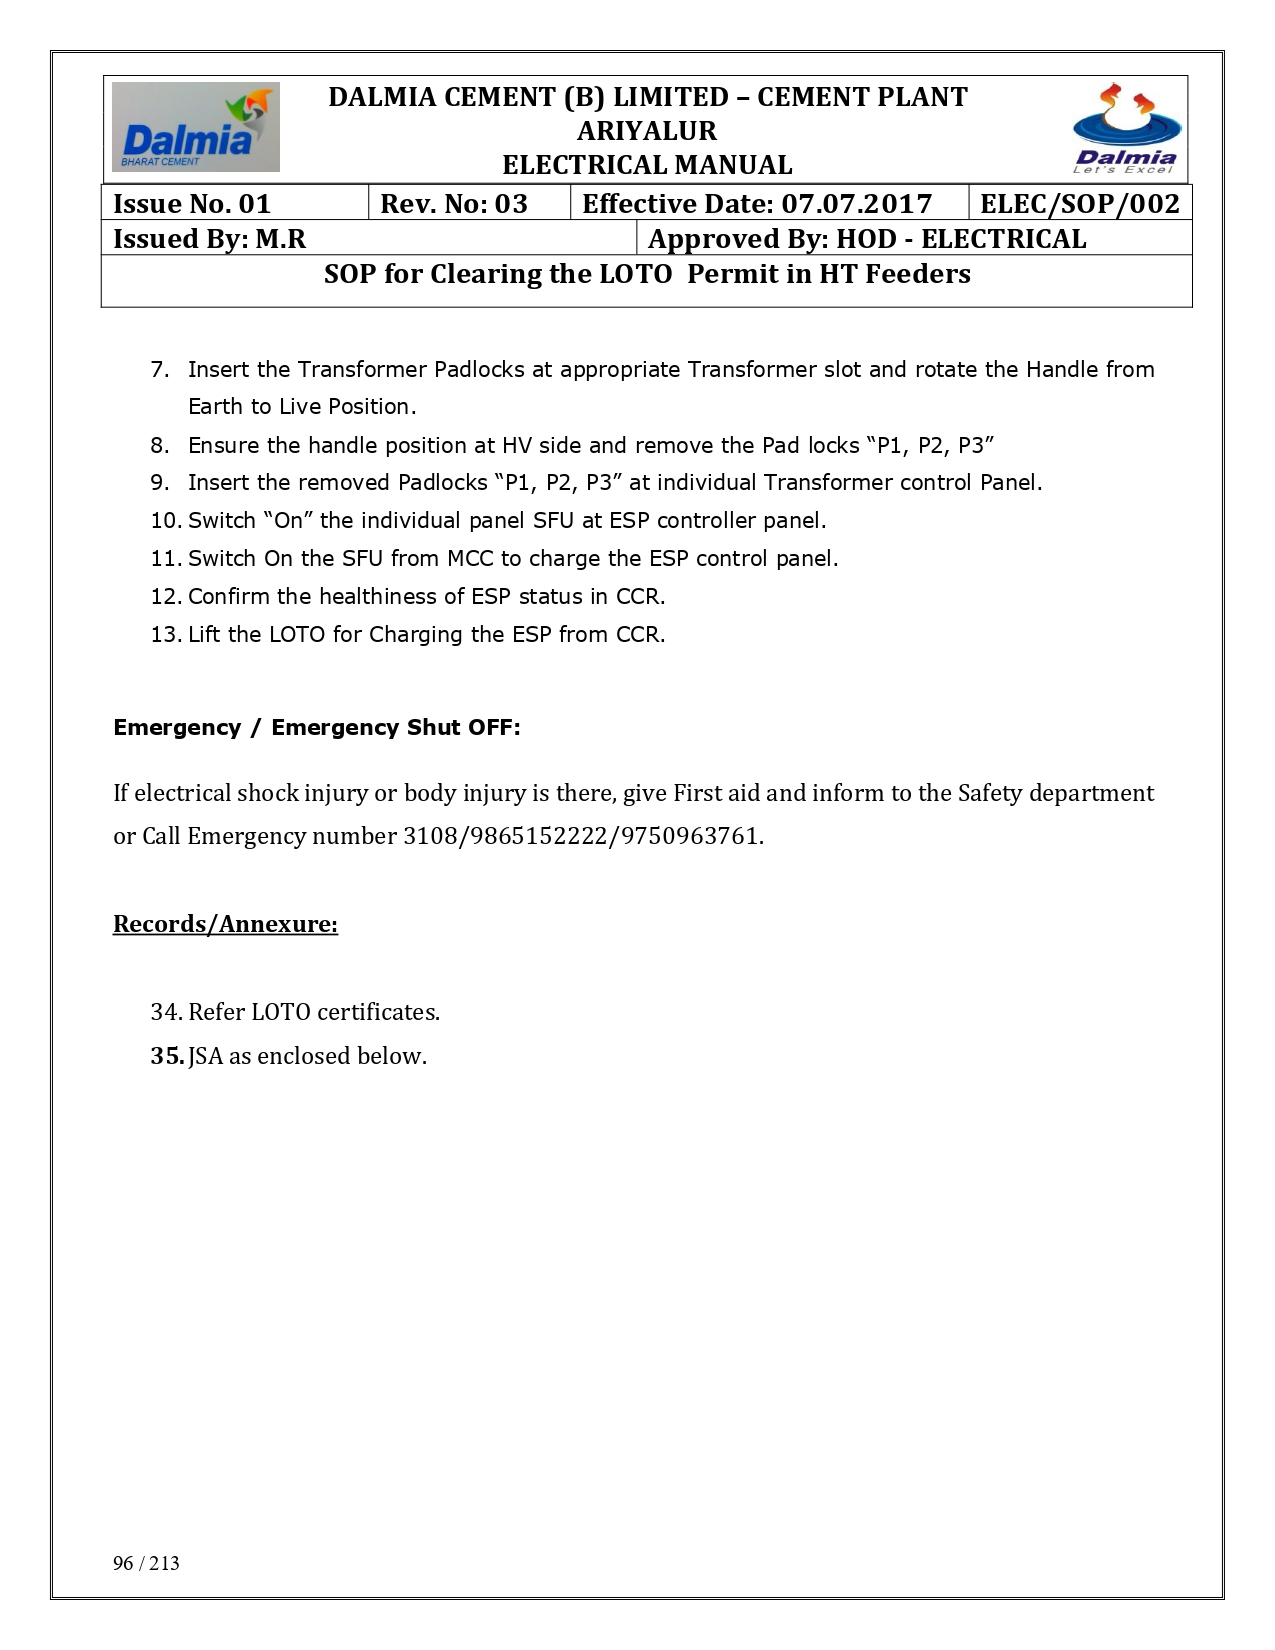 Dalmia
BHARAT CEMENT
DALMIA CEMENT (B) LIMITED – CEMENT PLANT
ARIYALUR
ELECTRICAL MANUAL
Dalmia
Let's Excel
Issue No. 01 Rev. No: 03 Effective Date: 07.07.2017 ELEC/SOP/002
Issued By: M.R Approved By: HOD - ELECTRICAL
SOP for Clearing the LOTO  Permit in HT Feeders
7. Insert the Transformer Padlocks at appropriate Transformer slot and rotate the Handle from
Earth to Live Position.
8. Ensure the handle position at HV side and remove the Pad locks “P1, P2, P3”
9. Insert the removed Padlocks “P1, P2, P3” at individual Transformer control Panel.
10. Switch “On” the individual panel SFU at ESP controller panel.
11. Switch On the SFU from MCC to charge the ESP control panel.
12. Confirm the healthiness of ESP status in CCR.
13. Lift the LOTO for Charging the ESP from CCR.
Emergency / Emergency Shut OFF:
If electrical shock injury or body injury is there, give First aid and inform to the Safety department
or Call Emergency number 3108/9865152222/9750963761.
Records/Annexure:
34. Refer LOTO certificates.
35. JSA as enclosed below.
96 / 213